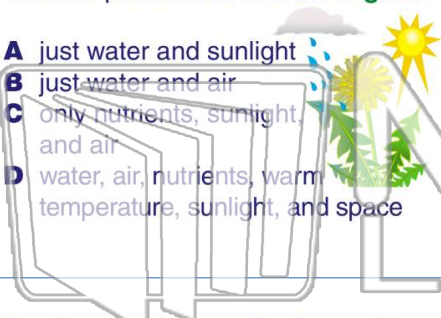 A just water and sunlight
B just water and air
C only nutrients, sunlight,
and air
D water, air, nutrients, warm
temperature, sunlight, and space